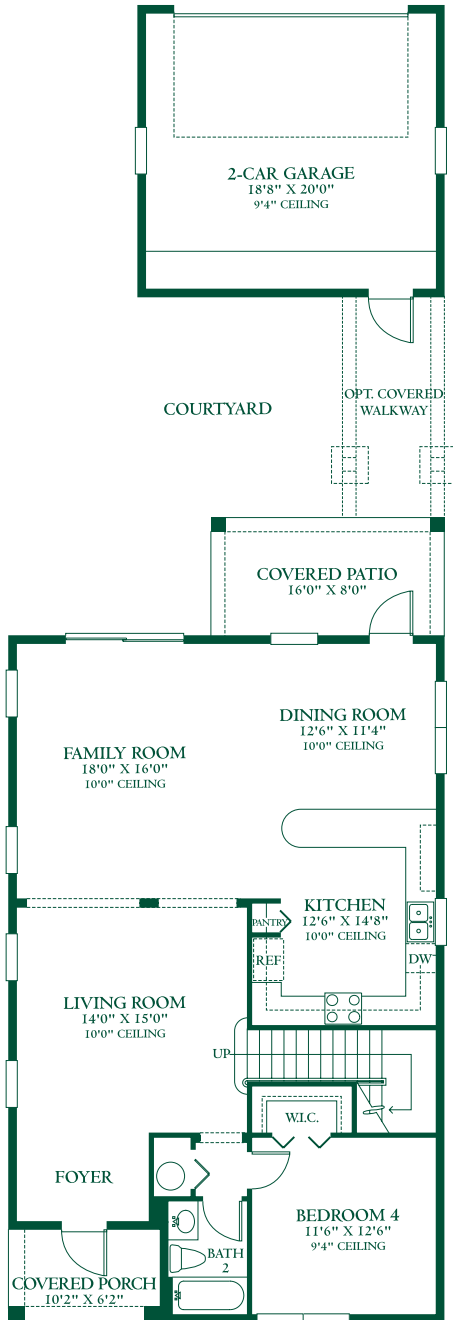 2-CAR GARAGE
18'8" X 20'0"
9'4" CEILING
OPT. COVERED
WALKWAY
COURTYARD
COVERED PATIO
16'0" X 8'0"
DINING ROOM
12'6" X 11'4"
10'0" CEILING
FAMILY ROOM
18'0" X 16'0"
10'0" CEILING
KITCHEN
12'6" X 14'8"
10'0" CEILING
PANTRY
REF
DW
LIVING ROOM
14'0" X 15'0"
10'0" CEILING
UP
W.I.C.
FOYER
BEDROOM 4
11'6" X 12'6"
9'4" CEILING
BATH
2
COVERED PORCH
10'2" X 6'2"